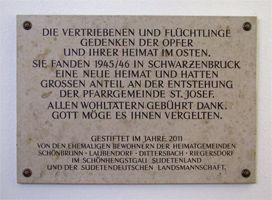 DIE VERTRIEBENEN UND FLÜCHTLINGE
GEDENKEN DER OPFER
UND IHRER HEIMAT IM OSTEN.
SIE FANDEN 1945/46 IN SCHWARZENBRUCK
EINE NEUE HEIMAT UND HATTEN
GROSSEN ANTEIL AN DER ENTSTEHUNG
DER PFARRGEMEINDE ST. JOSEF.
ALLEN WOHLTÄTERN GEBÜHRT DANK.
GOTT MÖGE ES IHNEN VERGELTEN.
GESTIFTET IM JAHRE 2011
VON DEN EHEMALIGEN BEWOHNERN DER HEIMATGEMEINDEN
SCHÖNBRUNN - LAUBENDORF - DITTERSBACH - RIEGERSDORF
IM SCHÖNHENGSTGAU SUDETENLAND
UND DER SUDETENDEUTSCHEN LANDSMANNSCHAFT.